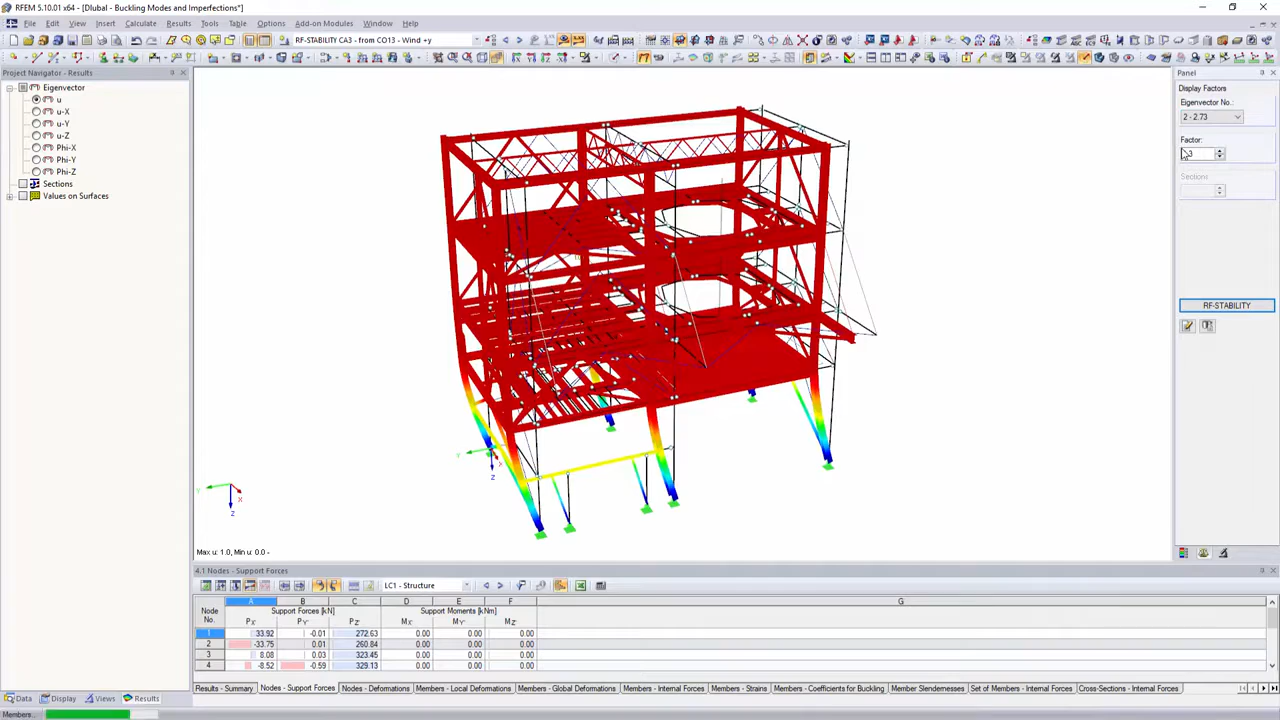 RFEM 5.10.01 x64 - [Dlubal - Buckling Modes and Imperfections*]
File Edit View Insert Calculate Results Tools Table Options Add-on Modules Window Help
RF-STABILITY CA3 - from CO13 - Wind +y
Project Navigator - Results
Eigenvector
u
u-X
u-Y
u-Z
Phi-X
Phi-Y
Phi-Z
Sections
Values on Surfaces
Panel
Display Factors
Eigenvector No.:
2 - 2.73
Factor:
3
Sections
RF-STABILITY
Y
X
Z
Y
X
Z
Max u: 1.0, Min u: 0.0 -
4.1 Nodes - Support Forces
LC1 - Structure
A B C D E F G
Node No. Support Forces [kN] Support Moments [kNm]
PX' PY' PZ' MX' MY' MZ'
1 33.92 -0.01 272.63 0.00 0.00 0.00
2 -33.75 0.01 260.84 0.00 0.00 0.00
3 8.08 0.03 323.45 0.00 0.00 0.00
4 -8.52 -0.59 329.13 0.00 0.00 0.00
Data Display Views Results
Results - Summary Nodes - Support Forces Nodes - Deformations Members - Local Deformations Members - Global Deformations Members - Internal Forces Members - Strains Members - Coefficients for Buckling Member Slendernesses Set of Members - Internal Forces Cross-Sections - Internal Forces
Members...